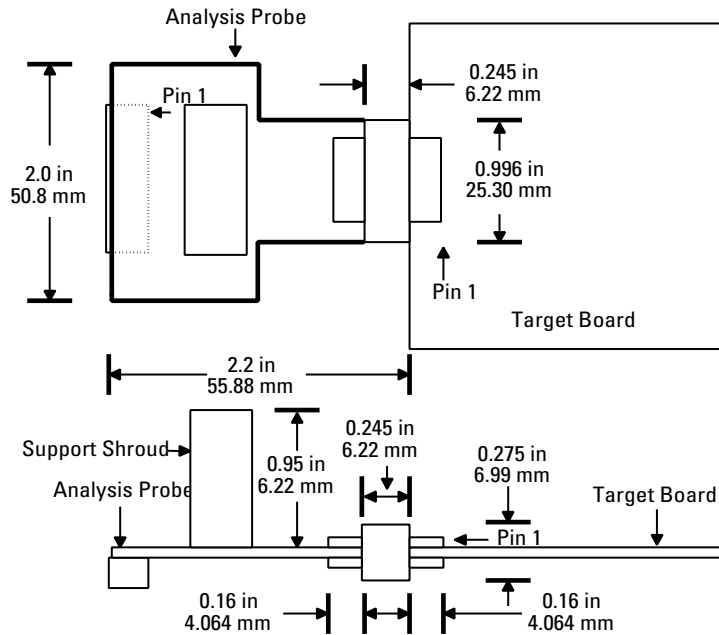 Analysis Probe
0.245 in
6.22 mm
Pin 1
2.0 in
50.8 mm
0.996 in
25.30 mm
Pin 1
Target Board
2.2 in
55.88 mm
Support Shroud
0.95 in
6.22 mm
0.245 in
6.22 mm
0.275 in
6.99 mm
Analysis Probe
Target Board
Pin 1
0.16 in
4.064 mm
0.16 in
4.064 mm